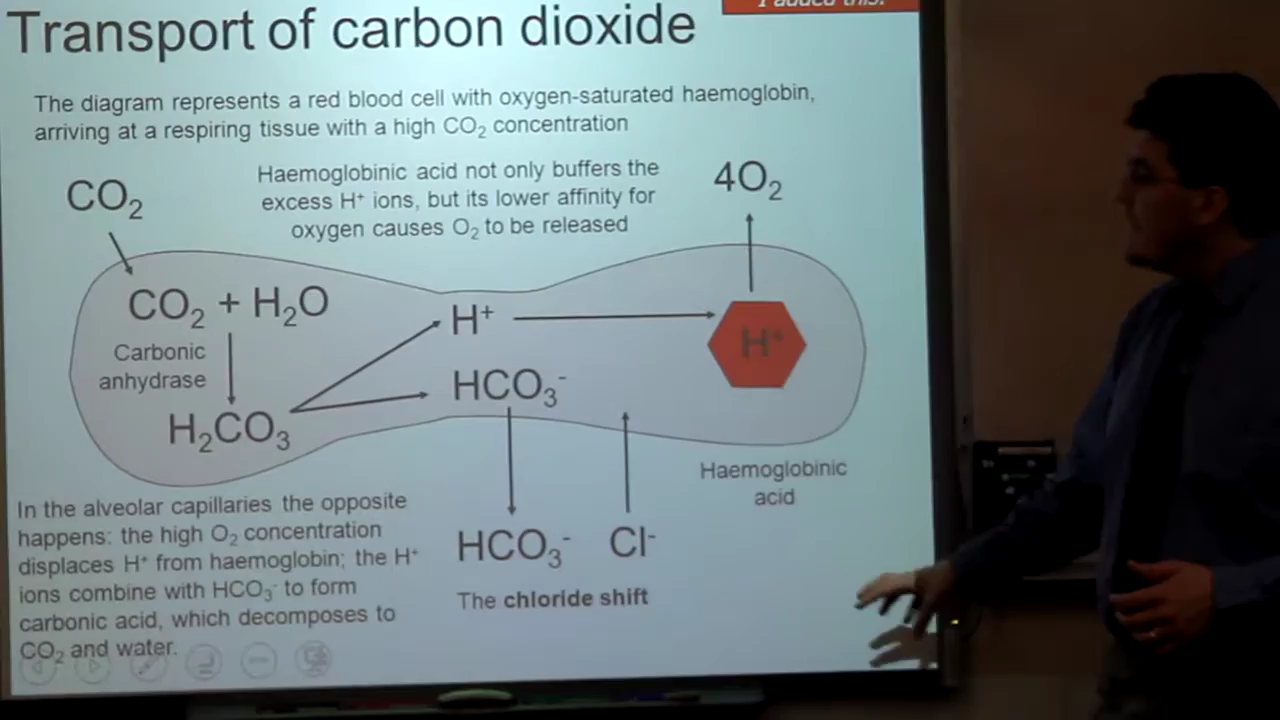 Transport of carbon dioxide
I added this!
The diagram represents a red blood cell with oxygen-saturated haemoglobin,
arriving at a respiring tissue with a high CO₂ concentration
CO₂
Haemoglobinic acid not only buffers the
excess H⁺ ions, but its lower affinity for
oxygen causes O₂ to be released
4O₂
CO₂ + H₂O
Carbonic
anhydrase
H₂CO₃
H⁺
HCO₃⁻
H⁺
Haemoglobinic
acid
In the alveolar capillaries the opposite
happens: the high O₂ concentration
displaces H⁺ from haemoglobin; the H⁺
ions combine with HCO₃⁻ to form
carbonic acid, which decomposes to
CO₂ and water.
HCO₃⁻ Cl⁻
The chloride shift